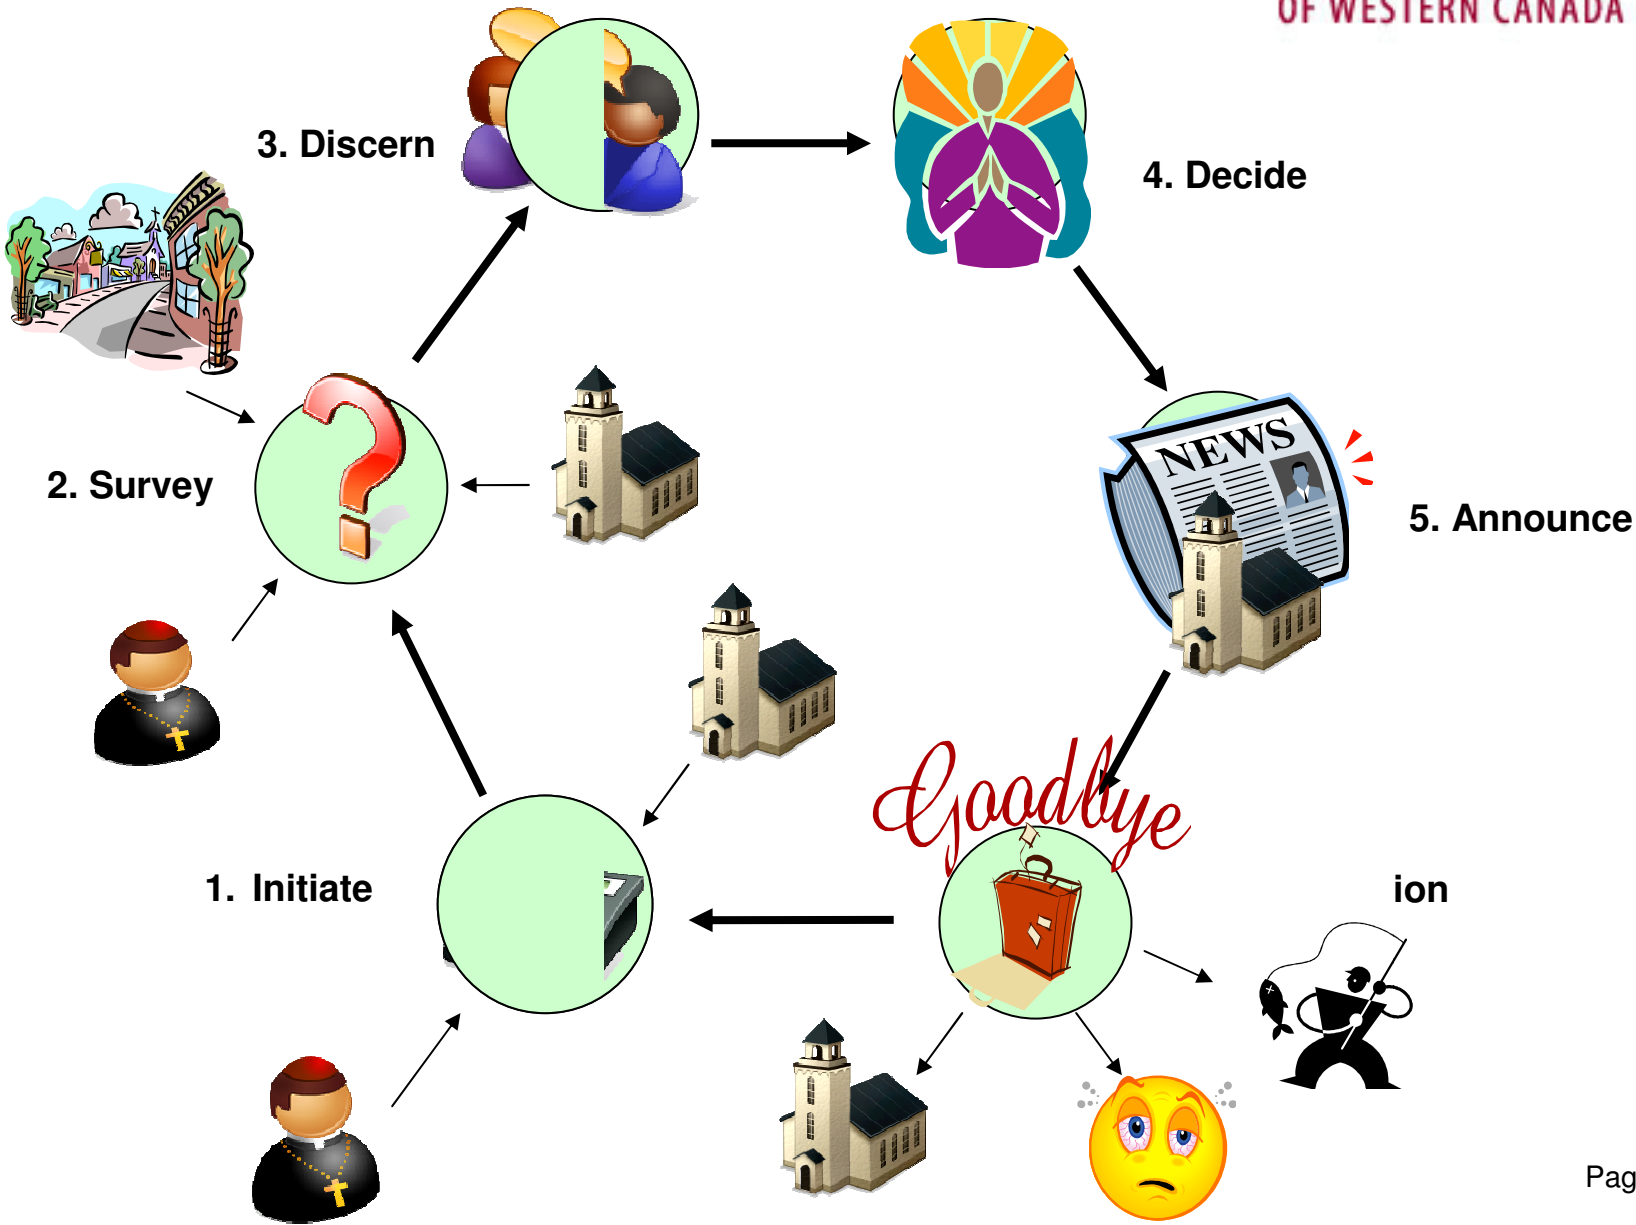 OF WESTERN CANADA
3. Discern
4. Decide
NEWS
2. Survey
5. Announce
Goodbye
1. Initiate
ion
Pag